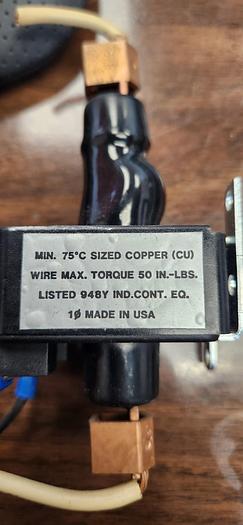 MIN. 75°C SIZED COPPER (CU)
WIRE MAX. TORQUE 50 IN.-LBS.
LISTED 948Y IND.CONT. EQ.
1Ø MADE IN USA